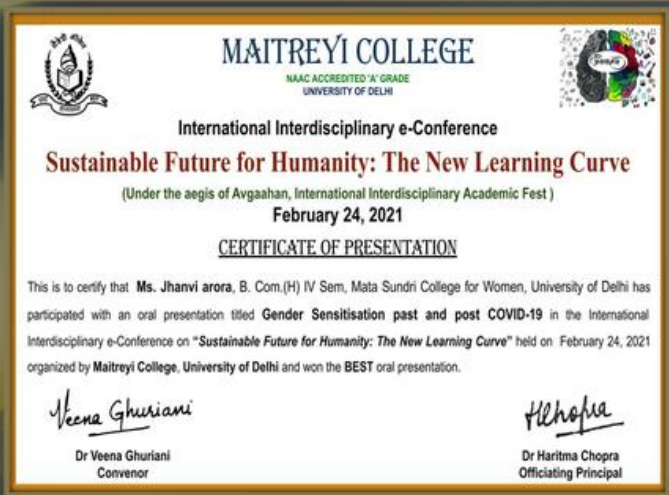 MAITREYI COLLEGE
NAAC ACCREDITED 'A' GRADE
UNIVERSITY OF DELHI
International Interdisciplinary e-Conference
Sustainable Future for Humanity: The New Learning Curve
(Under the aegis of Avgaahan, International Interdisciplinary Academic Fest )
February 24, 2021
CERTIFICATE OF PRESENTATION
This is to certify that Ms. Jhanvi arora, B. Com.(H) IV Sem, Mata Sundri College for Women, University of Delhi has
participated with an oral presentation titled Gender Sensitisation past and post COVID-19 in the International
Interdisciplinary e-Conference on "Sustainable Future for Humanity: The New Learning Curve" held on February 24, 2021
organized by Maitreyi College, University of Delhi and won the BEST oral presentation.
Veena Ghuriani
HChopra
Dr Veena Ghuriani
Convenor
Dr Haritma Chopra
Officiating Principal